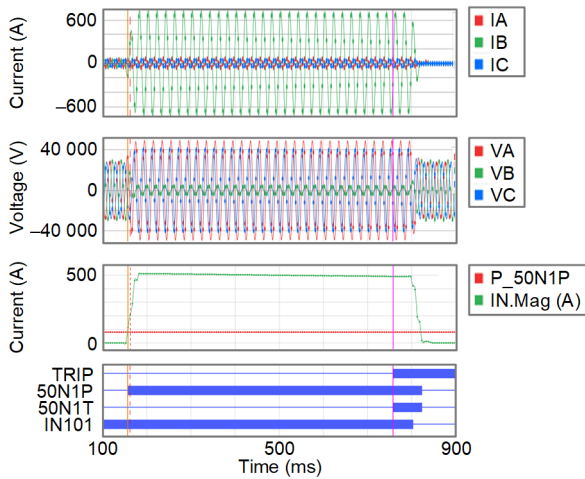 Current (A)
600
0
–600
IA
IB
IC
Voltage (V)
40 000
0
–40 000
VA
VB
VC
Current (A)
500
0
P_50N1P
IN.Mag (A)
TRIP
50N1P
50N1T
IN101
100
500
900
Time (ms)